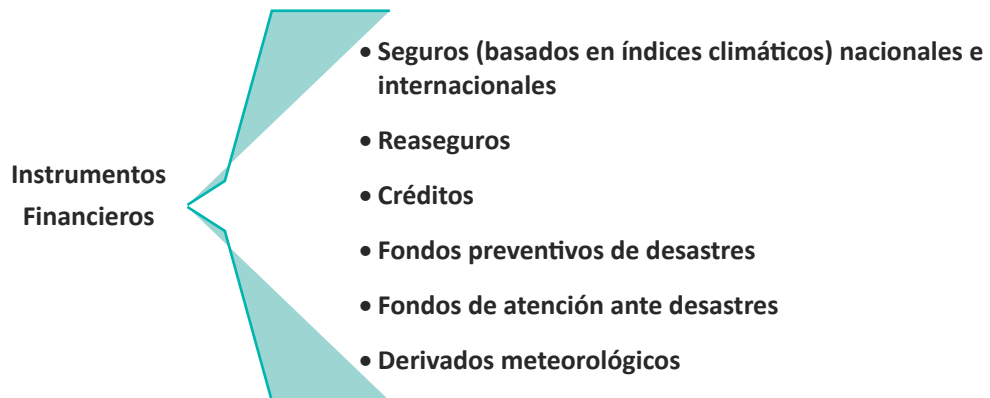 Instrumentos
Financieros
• Seguros (basados en índices climáticos) nacionales e
internacionales
• Reaseguros
• Créditos
• Fondos preventivos de desastres
• Fondos de atención ante desastres
• Derivados meteorológicos